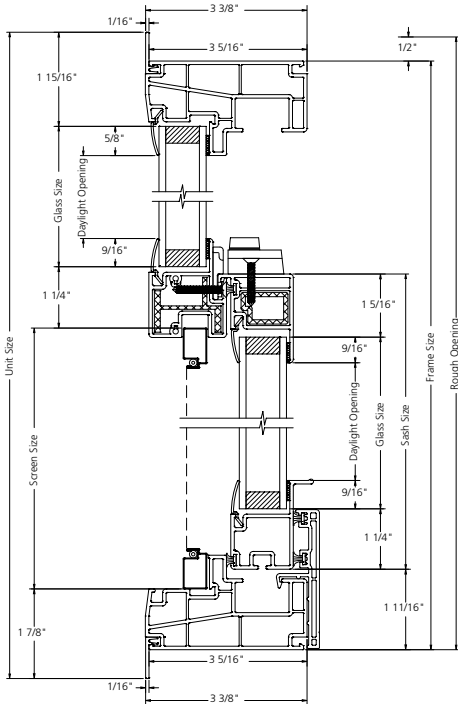 3 3/8"
1/16"
3 5/16"
1/2"
1 15/16"
5/8"
Glass Size
Daylight Opening
9/16"
1 1/4"
1 5/16"
9/16"
Unit Size
Screen Size
Daylight Opening
Glass Size
Sash Size
Frame Size
Rough Opening
9/16"
1 1/4"
1 11/16"
1 7/8"
3 5/16"
1/16"
3 3/8"